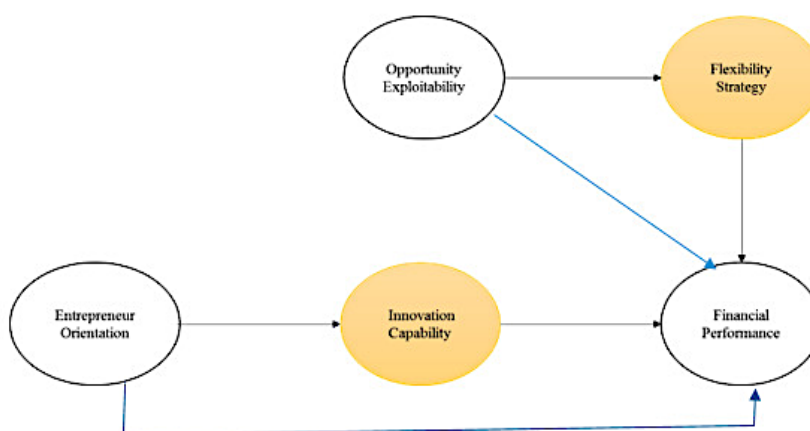 Opportunity
Exploitability
Flexibility
Strategy
Entrepreneur
Orientation
Innovation
Capability
Financial
Performance